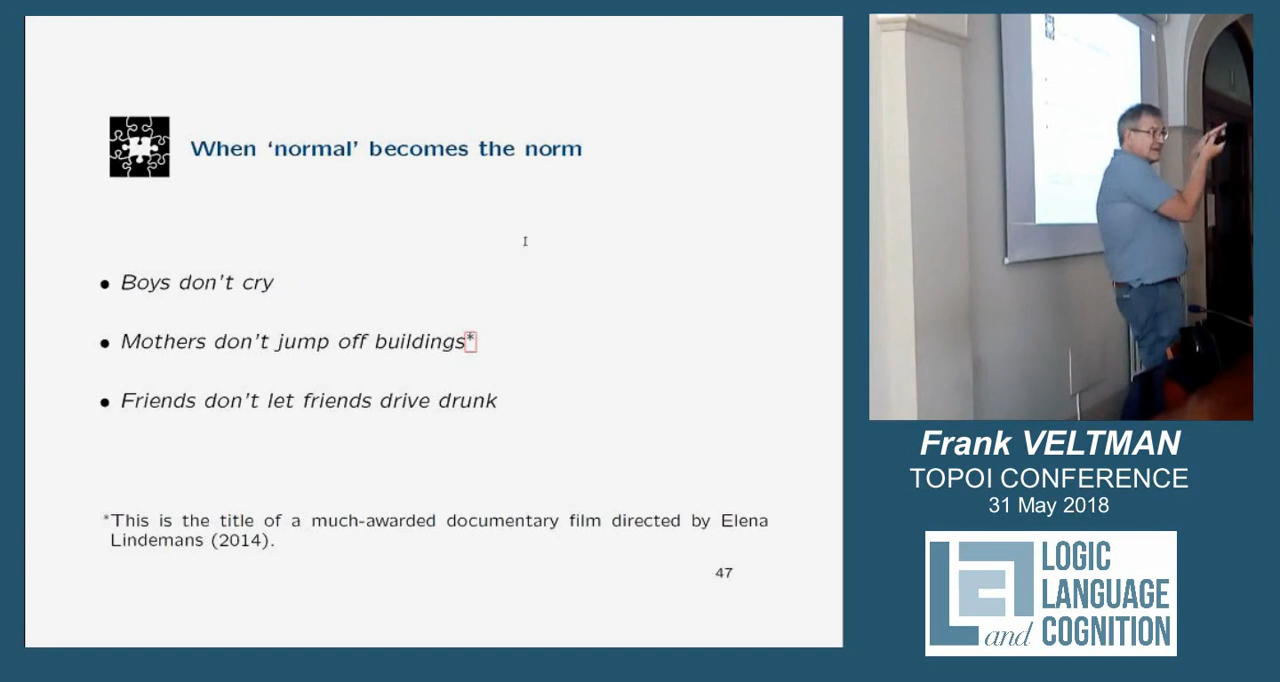 When ‘normal’ becomes the norm
● Boys don’t cry
● Mothers don’t jump off buildings*
● Friends don’t let friends drive drunk
*This is the title of a much-awarded documentary film directed by Elena
Lindemans (2014).
47
Frank VELTMAN
TOPOI CONFERENCE
31 May 2018
LOGIC
LANGUAGE
and COGNITION